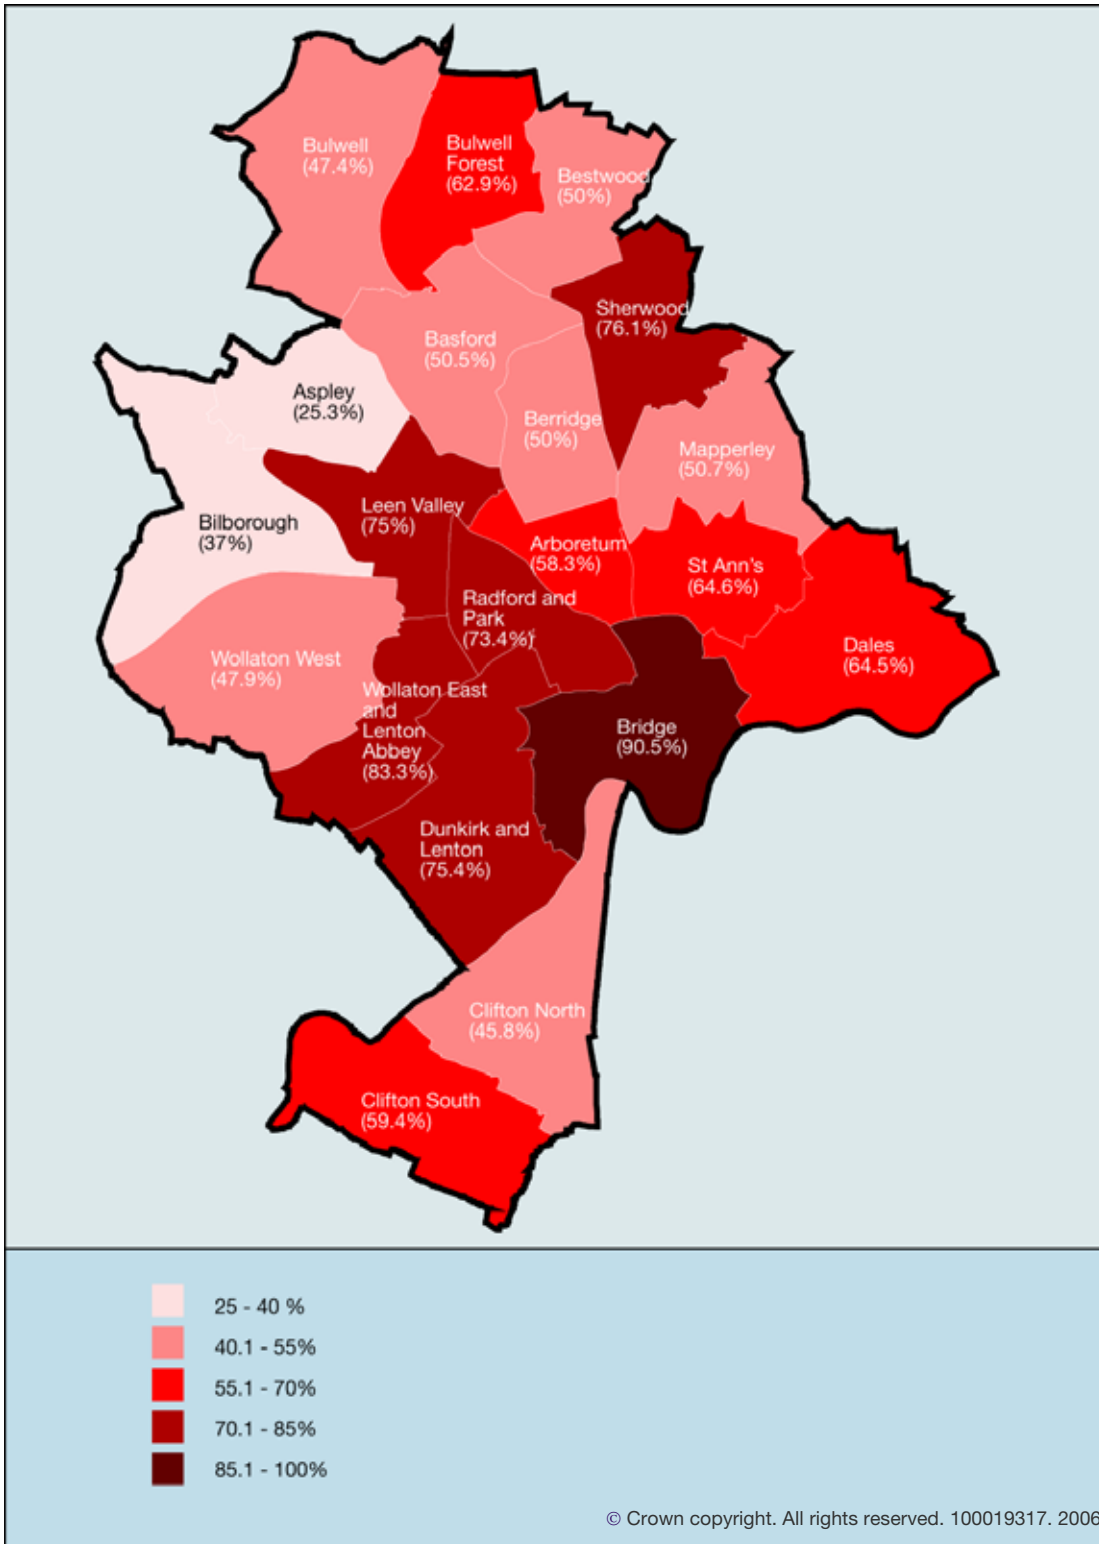 Bulwell
(47.4%)
Bulwell
Forest
(62.9%)
Bestwood
(50%)
Sherwood
(76.1%)
Basford
(50.5%)
Aspley
(25.3%)
Berridge
(50%)
Mapperley
(50.7%)
Leen Valley
(75%)
Bilborough
(37%)
Arboretum
(58.3%)
St Ann's
(64.6%)
Radford and
Park
(73.4%)
Dales
(64.5%)
Wollaton West
(47.9%)
Wollaton East
and
Lenton
Abbey
(83.3%)
Bridge
(90.5%)
Dunkirk and
Lenton
(75.4%)
Clifton North
(45.8%)
Clifton South
(59.4%)
25 - 40 %
40.1 - 55%
55.1 - 70%
70.1 - 85%
85.1 - 100%
© Crown copyright. All rights reserved. 100019317. 2006